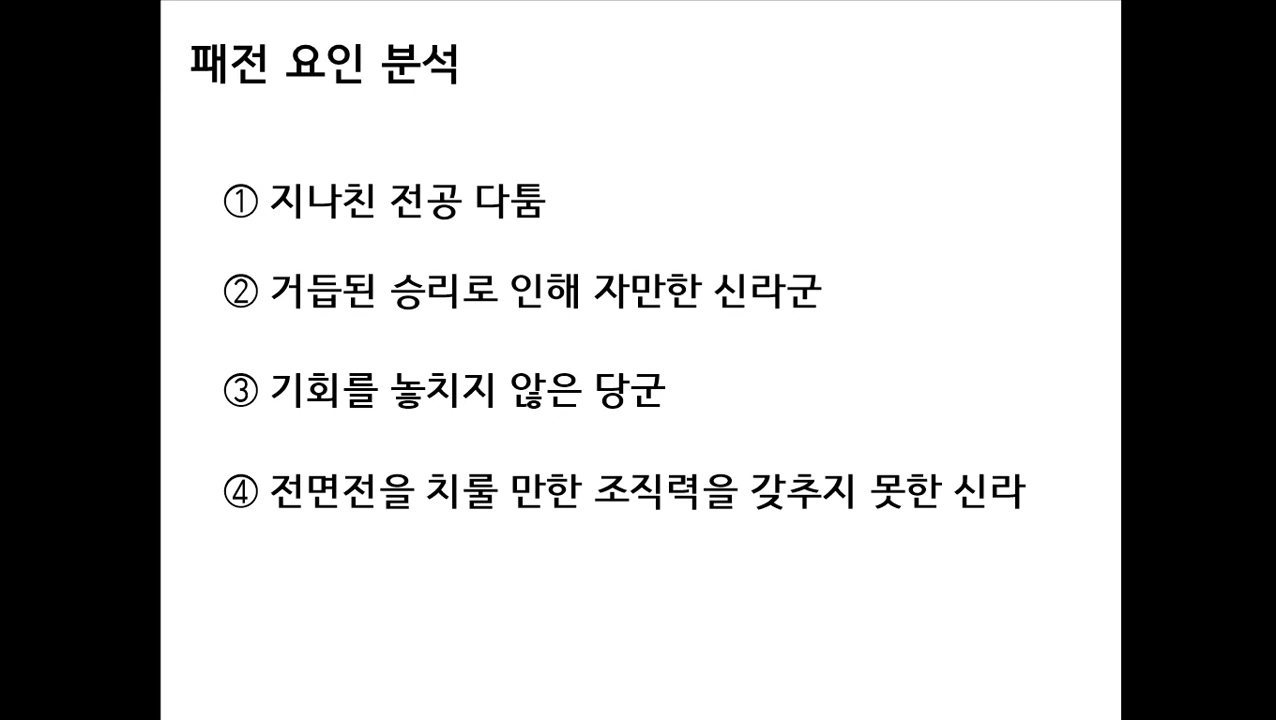 패전 요인 분석
① 지나친 전공 다툼
② 거듭된 승리로 인해 자만한 신라군
③ 기회를 놓치지 않은 당군
④ 전면전을 치룰 만한 조직력을 갖추지 못한 신라